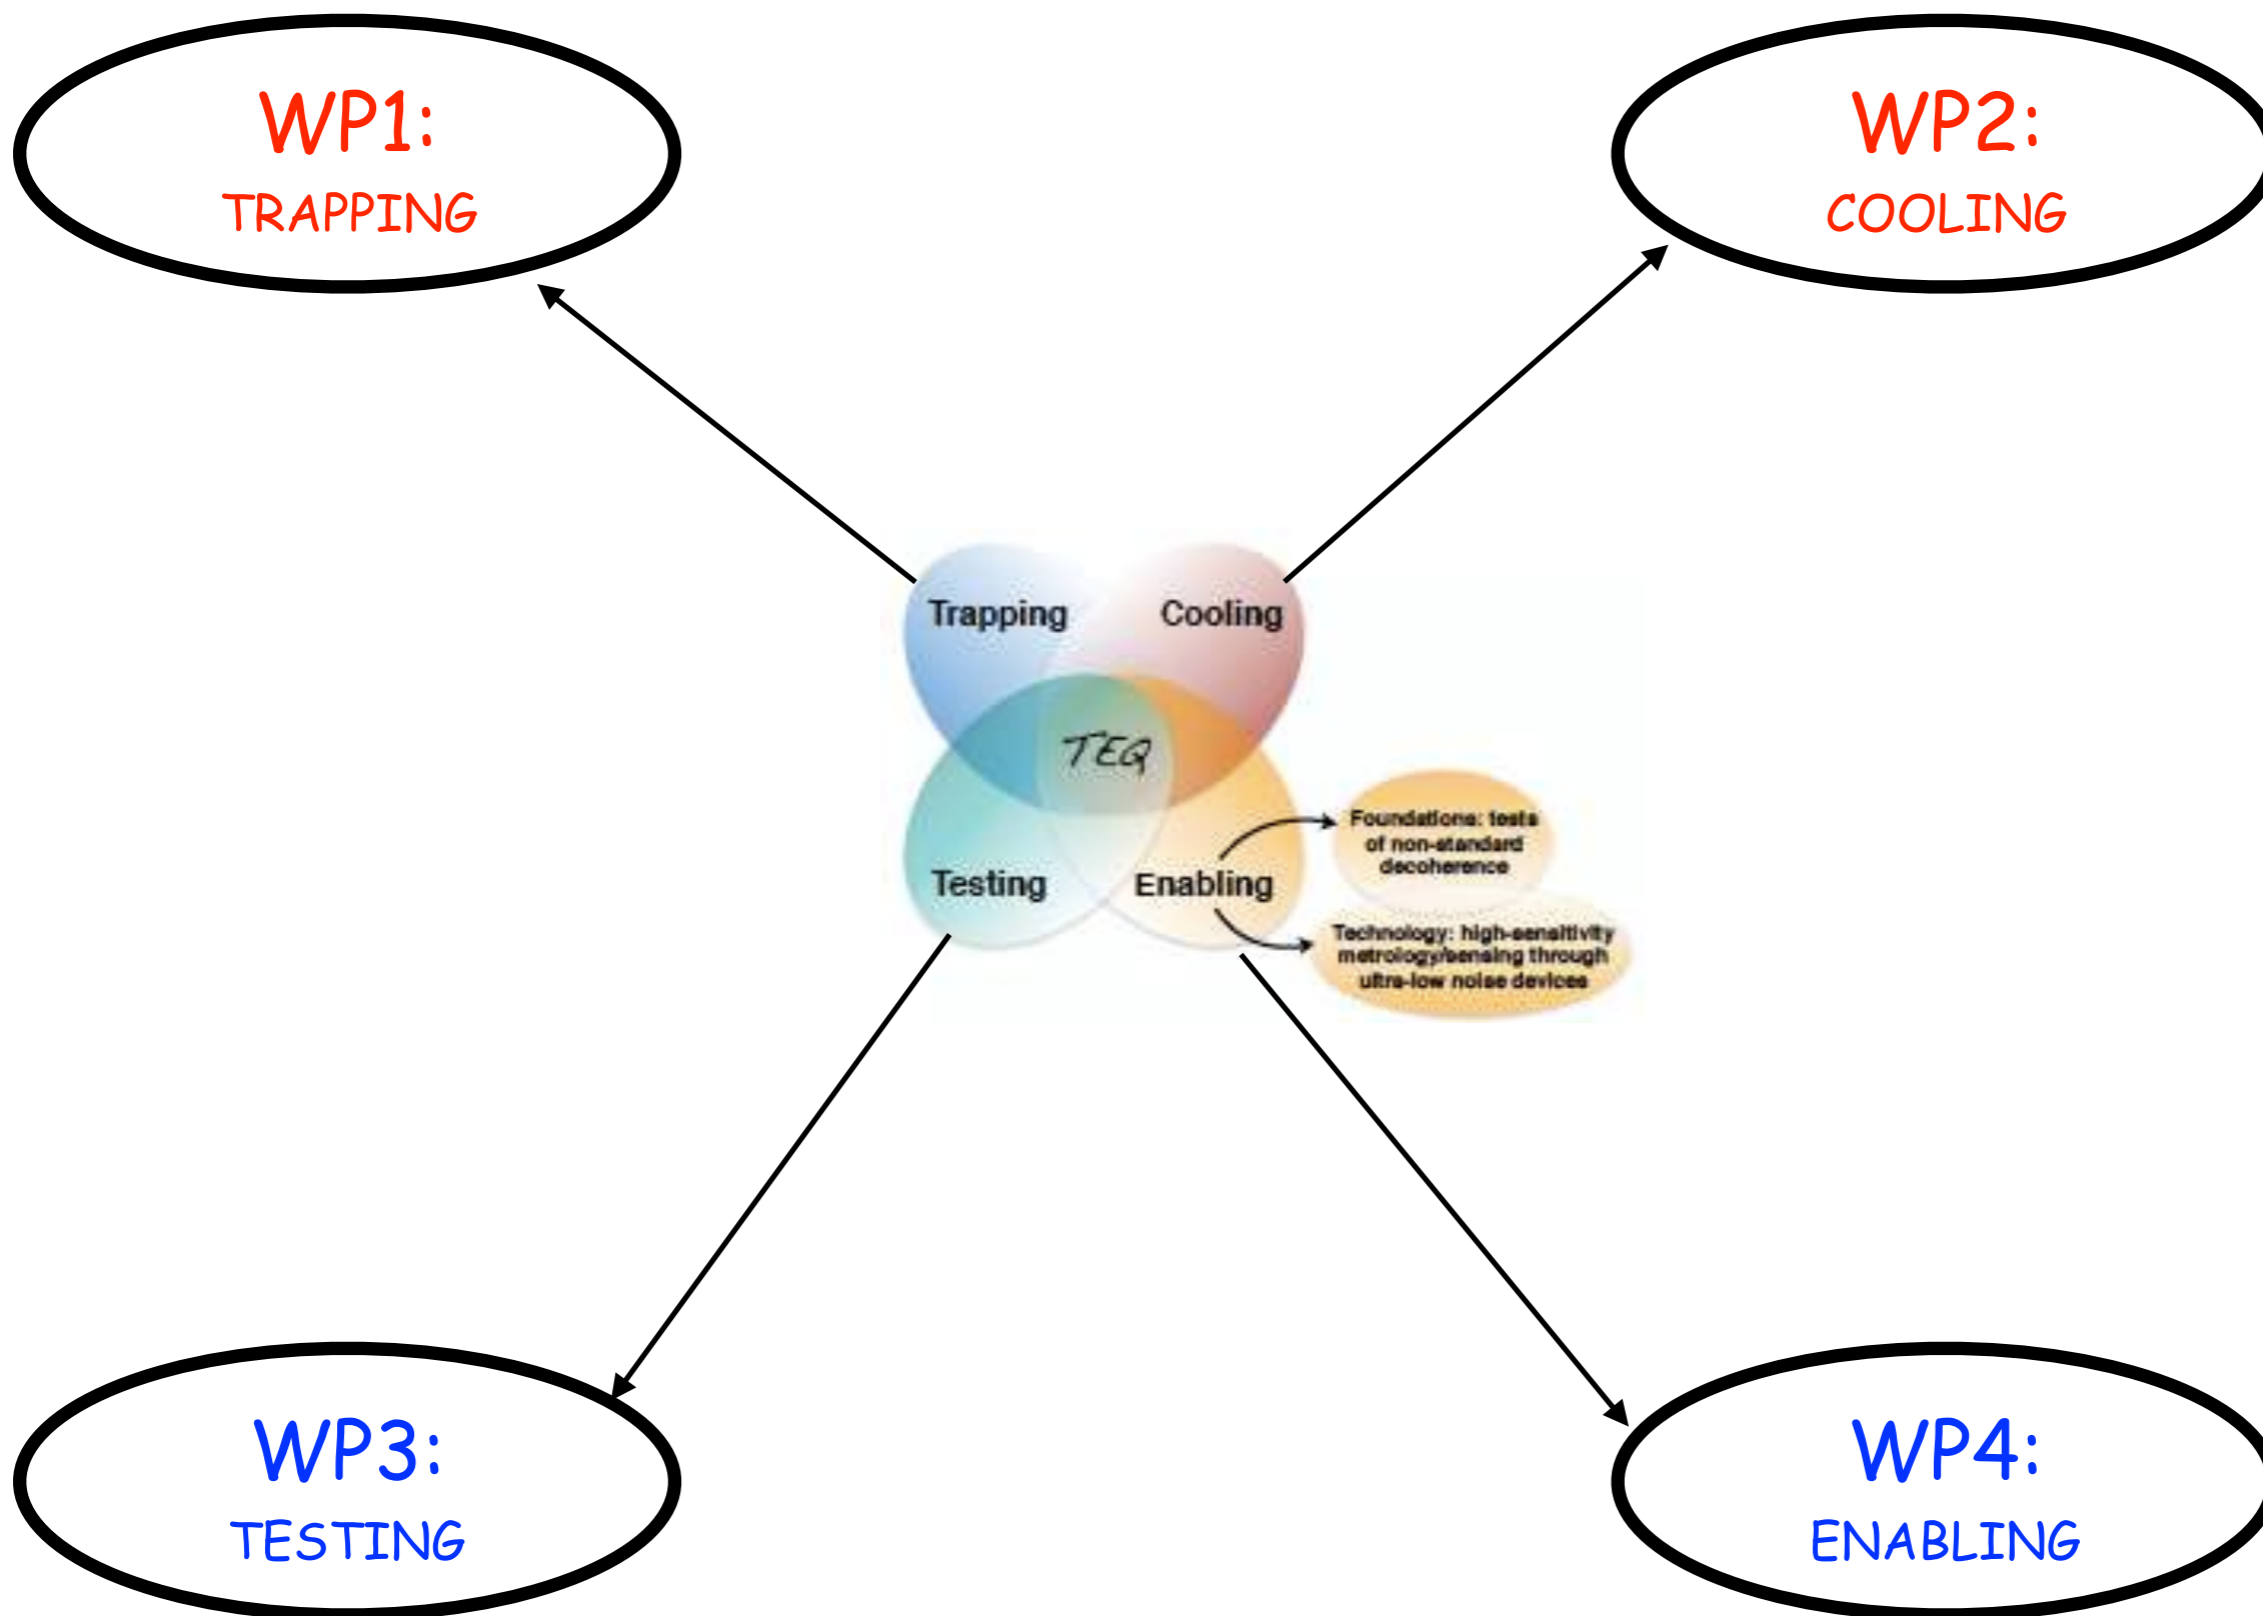 WP1:
TRAPPING
WP2:
COOLING
Trapping
Cooling
TEQ
Testing
Enabling
Foundations: tests
of non-standard
decoherence
Technology: high-sensitivity
metrology/sensing through
ultra-low noise devices
WP3:
TESTING
WP4:
ENABLING